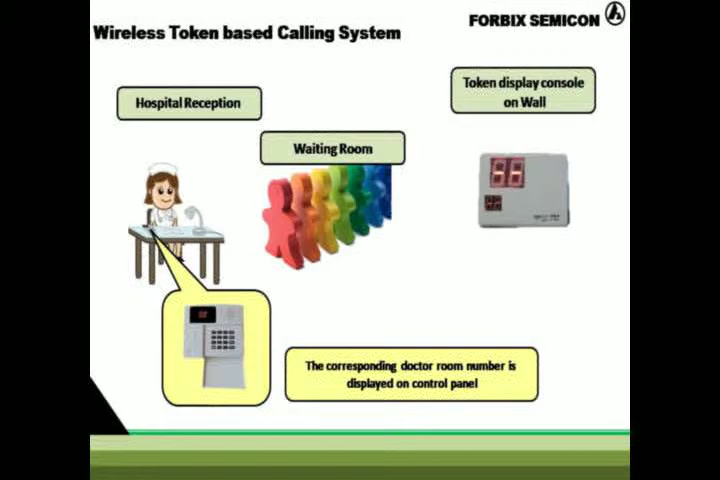 FORBIX SEMICON
Wireless Token based Calling System
Token display console
on Wall
Hospital Reception
Waiting Room
The corresponding doctor room number is
displayed on control panel